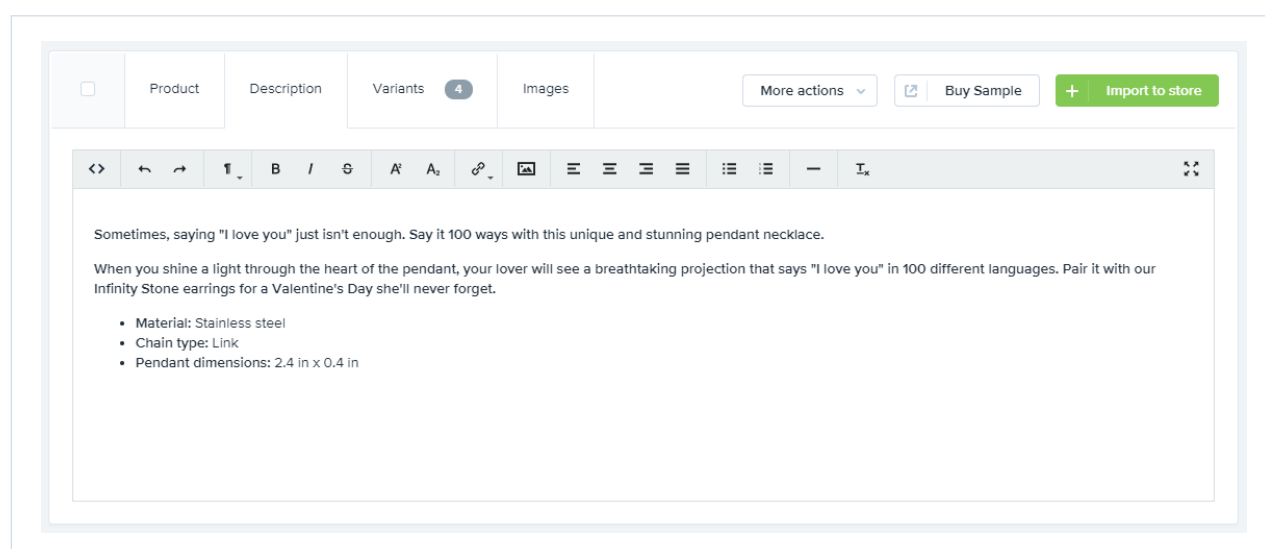 Product Description Variants 4 Images More actions Buy Sample + Import to store
<> ¶ B I S A² A₂ Tx
Sometimes, saying "I love you" just isn't enough. Say it 100 ways with this unique and stunning pendant necklace.
When you shine a light through the heart of the pendant, your lover will see a breathtaking projection that says "I love you" in 100 different languages. Pair it with our
Infinity Stone earrings for a Valentine's Day she'll never forget.
• Material: Stainless steel
• Chain type: Link
• Pendant dimensions: 2.4 in x 0.4 in